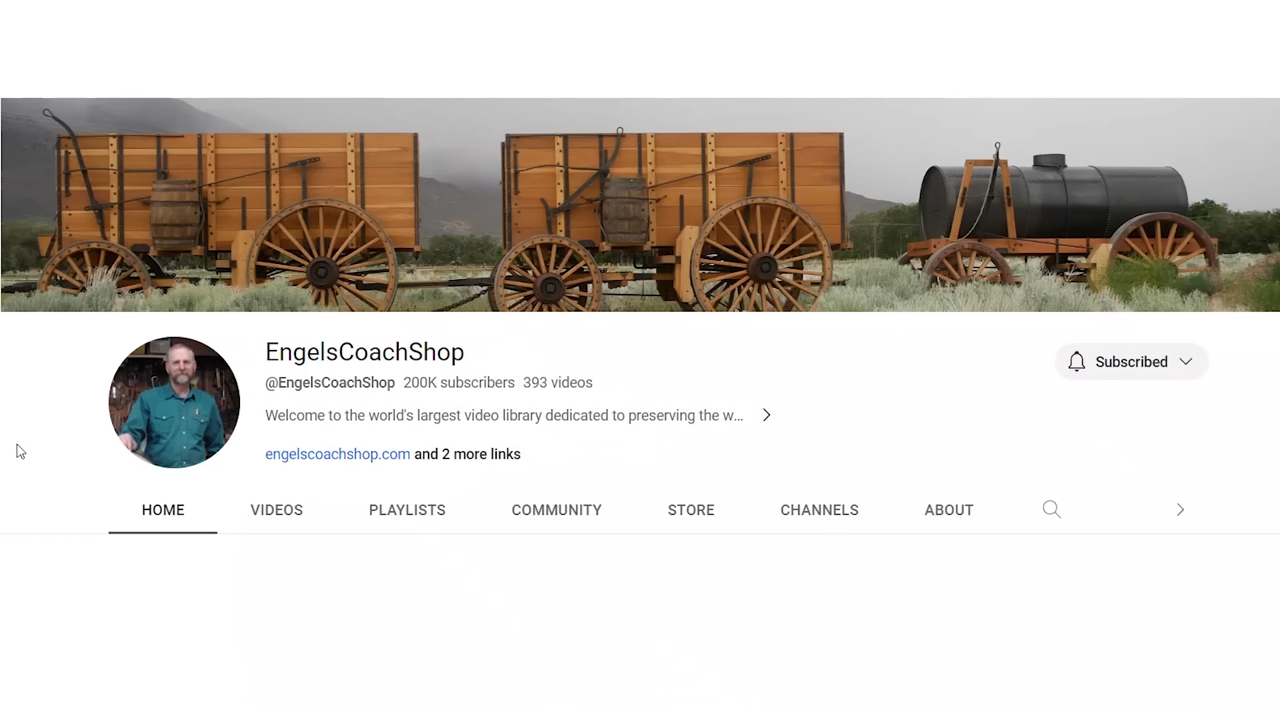 EngelsCoachShop
@EngelsCoachShop 200K subscribers 393 videos
Subscribed
Welcome to the world's largest video library dedicated to preserving the w...
engelscoachshop.com and 2 more links
HOME VIDEOS PLAYLISTS COMMUNITY STORE CHANNELS ABOUT